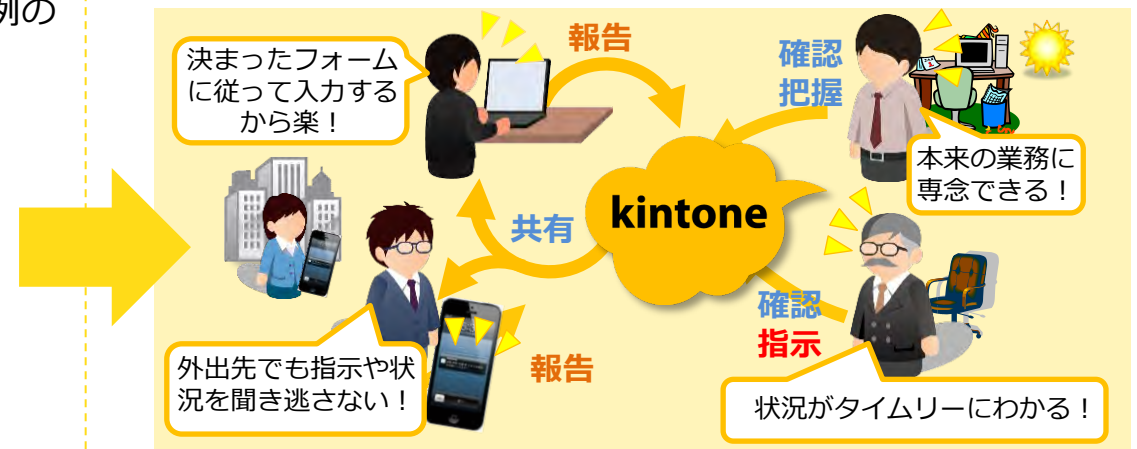 例の
決まったフォーム
に従って入力する
から楽！
報告
確認
把握
本来の業務に
専念できる！
kintone
共有
確認
指示
報告
外出先でも指示や状
況を聞き逃さない！
状況がタイムリーにわかる！